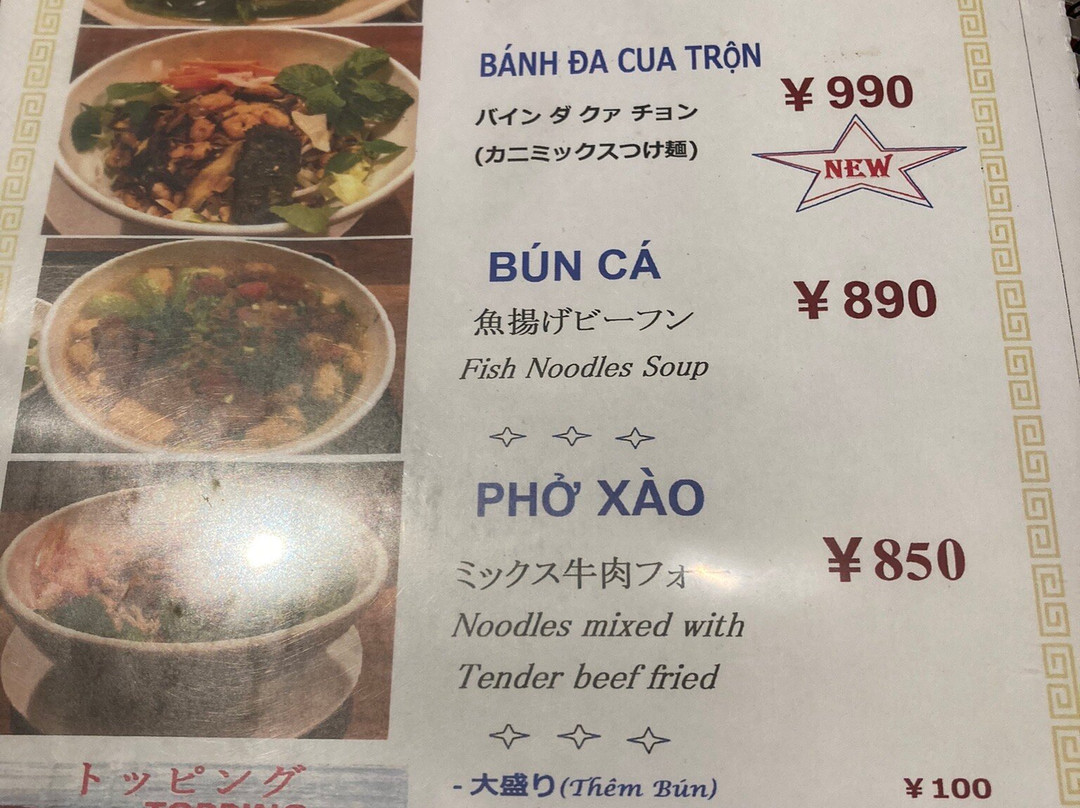 BÁNH ĐA CUA TRỘN
¥ 990
バイン ダ クァ チョン
(カニミックスつけ麺)
NEW
BÚN CÁ
¥ 890
魚揚げビーフン
Fish Noodles Soup
PHỞ XÀO
¥ 850
ミックス牛肉フォー
Noodles mixed with
Tender beef fried
トッピング
TOPPING
- 大盛り(Thêm Bún)
¥ 100